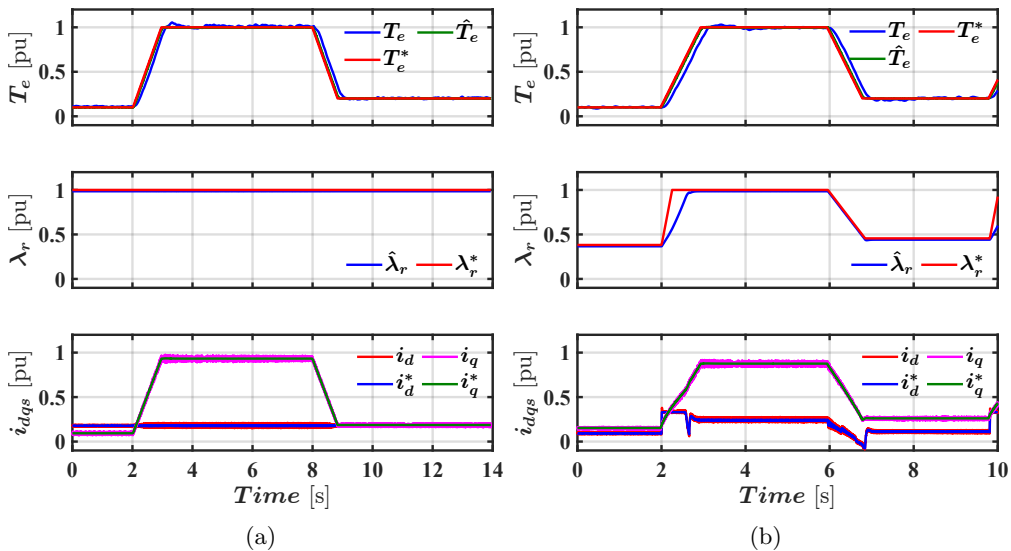 1
0.5
0
T_e [pu]
T_e T̂_e
T_e^*
1
0.5
0
λ_r [pu]
λ̂_r λ_r^*
1
0.5
0
i_dqs [pu]
i_d i_q
i_d^* i_q^*
0 2 4 6 8 10 12 14
Time [s]
(a)
1
0.5
0
T_e [pu]
T_e T_e^*
T̂_e
1
0.5
0
λ_r [pu]
λ̂_r λ_r^*
1
0.5
0
i_dqs [pu]
i_d i_q
i_d^* i_q^*
0 2 4 6 8 10
Time [s]
(b)